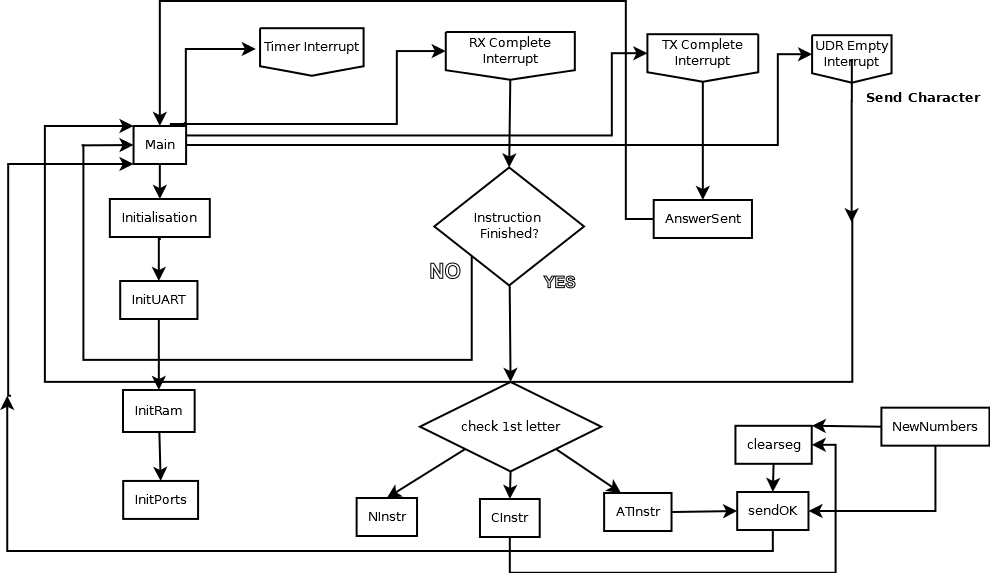 Timer Interrupt
RX Complete
Interrupt
TX Complete
Interrupt
UDR Empty
Interrupt
Send Character
Main
Initialisation
Instruction
Finished?
AnswerSent
NO
YES
InitUART
InitRam
check 1st letter
NewNumbers
clearseg
InitPorts
NInstr
CInstr
ATInstr
sendOK